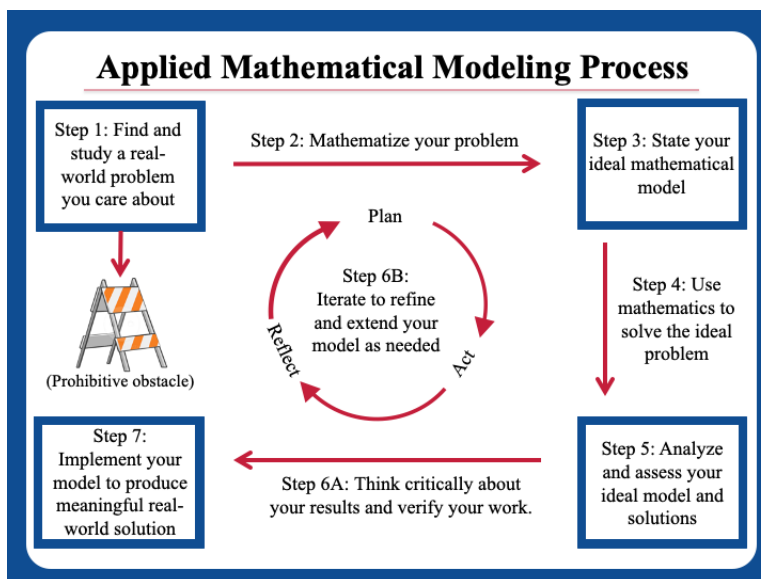 Applied Mathematical Modeling Process
Step 1: Find and
study a real-
world problem
you care about
Step 2: Mathematize your problem
Step 3: State your
ideal mathematical
model
(Prohibitive obstacle)
Plan
Act
Reflect
Step 6B:
Iterate to refine
and extend your
model as needed
Step 4: Use
mathematics to
solve the ideal
problem
Step 5: Analyze
and assess your
ideal model and
solutions
Step 6A: Think critically about
your results and verify your work.
Step 7:
Implement your
model to produce
meaningful real-
world solution